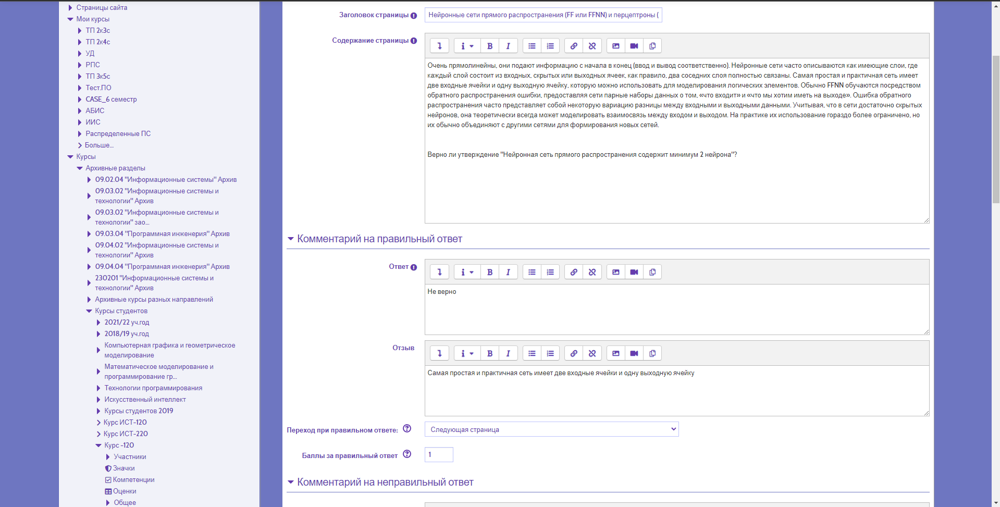 Страницы сайта
Мои курсы
ТП 2к3с
ТП 2к4с
УД
РПС
ТП 3к5с
Тест.ПО
CASE_6 семестр
АБИС
ИИС
Распределенные ПС
Больше...
Курсы
Архивные разделы
09.02.04 "Информационные системы" Архив
09.03.02 "Информационные системы и
технологии" Архив
09.03.02 "Информационные системы и
технологии" зао...
09.03.04 "Программная инженерия" Архив
09.04.02 "Информационные системы и
технологии" Архив
09.04.04 "Программная инженерия" Архив
230201 "Информационные системы и
технологии" Архив
Архивные курсы разных направлений
Курсы студентов
2021/22 уч.год
2018/19 уч.год
Компьютерная графика и геометрическое
моделирование
Математическое моделирование и
программирование гр...
Технологии программирования
Искусственный интеллект
Курсы студентов 2019
Курс ИСТ-120
Курс ИСТ-220
Курс -120
Участники
Значки
Компетенции
Оценки
Общее
Заголовок страницы
Нейронные сети прямого распространения (FF или FFNN) и перцептроны (
Содержание страницы
Очень прямолинейны, они подают информацию с начала в конец (ввод и вывод соответственно). Нейронные сети часто описываются как имеющие слои, где
каждый слой состоит из входных, скрытых или выходных ячеек, как правило, два соседних слоя полностью связаны. Самая простая и практичная сеть имеет
две входные ячейки и одну выходную ячейку, которую можно использовать для моделирования логических элементов. Обычно FFNN обучаются посредством
обратного распространения ошибки, предоставляя сети парные наборы данных о том, «что входит» и «что мы хотим иметь на выходе». Ошибка обратного
распространения часто представляет собой некоторую вариацию разницы между входными и выходными данными. Учитывая, что в сети достаточно скрытых
нейронов, она теоретически всегда может моделировать взаимосвязь между входом и выходом. На практике их использование гораздо более ограничено, но
их обычно объединяют с другими сетями для формирования новых сетей.
Верно ли утверждение "Нейронная сеть прямого распространения содержит минимум 2 нейрона"?
Комментарий на правильный ответ
Ответ
Не верно
Отзыв
Самая простая и практичная сеть имеет две входные ячейки и одну выходную ячейку
Переход при правильном ответе:
Следующая страница
Баллы за правильный ответ
1
Комментарий на неправильный ответ